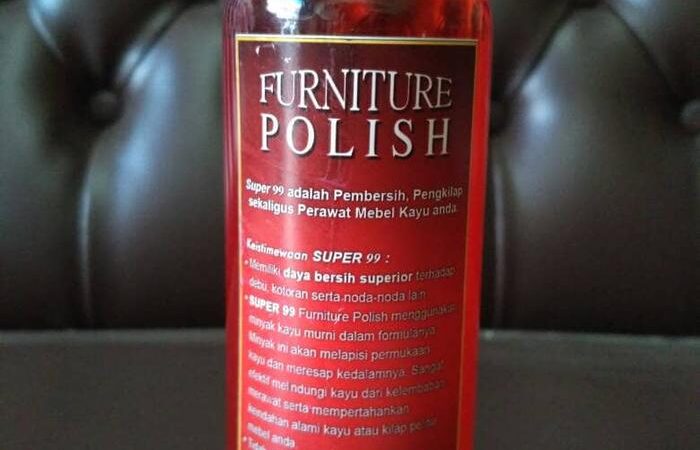 FURNITURE
POLISH
Super 99 adalah Pembersih, Pengkilap
sekaligus Perawat Mebel Kayu anda.
Keistimewaan SUPER 99 :
• Memiliki daya bersih superior terhadap
debu, kotoran serta noda-noda lain
• SUPER 99 Furniture Polish menggunakan
minyak kayu murni dalam formulanya
Minyak ini akan melapisi permukaan
kayu dan meresap kedalamnya. Sangat
efektif melindungi kayu dari kelembaban
merawat serta mempertahankan
keindahan alami kayu atau kilap
mebel anda